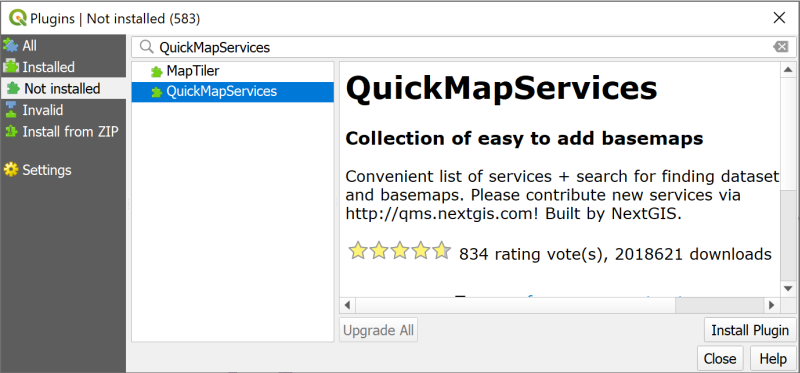 Plugins | Not installed (583)
All
Installed
Not installed
Invalid
Install from ZIP
Settings
QuickMapServices
MapTiler
QuickMapServices
QuickMapServices
Collection of easy to add basemaps
Convenient list of services + search for finding dataset
and basemaps. Please contribute new services via
http://qms.nextgis.com! Built by NextGIS.
834 rating vote(s), 2018621 downloads
Upgrade All
Install Plugin
Close
Help